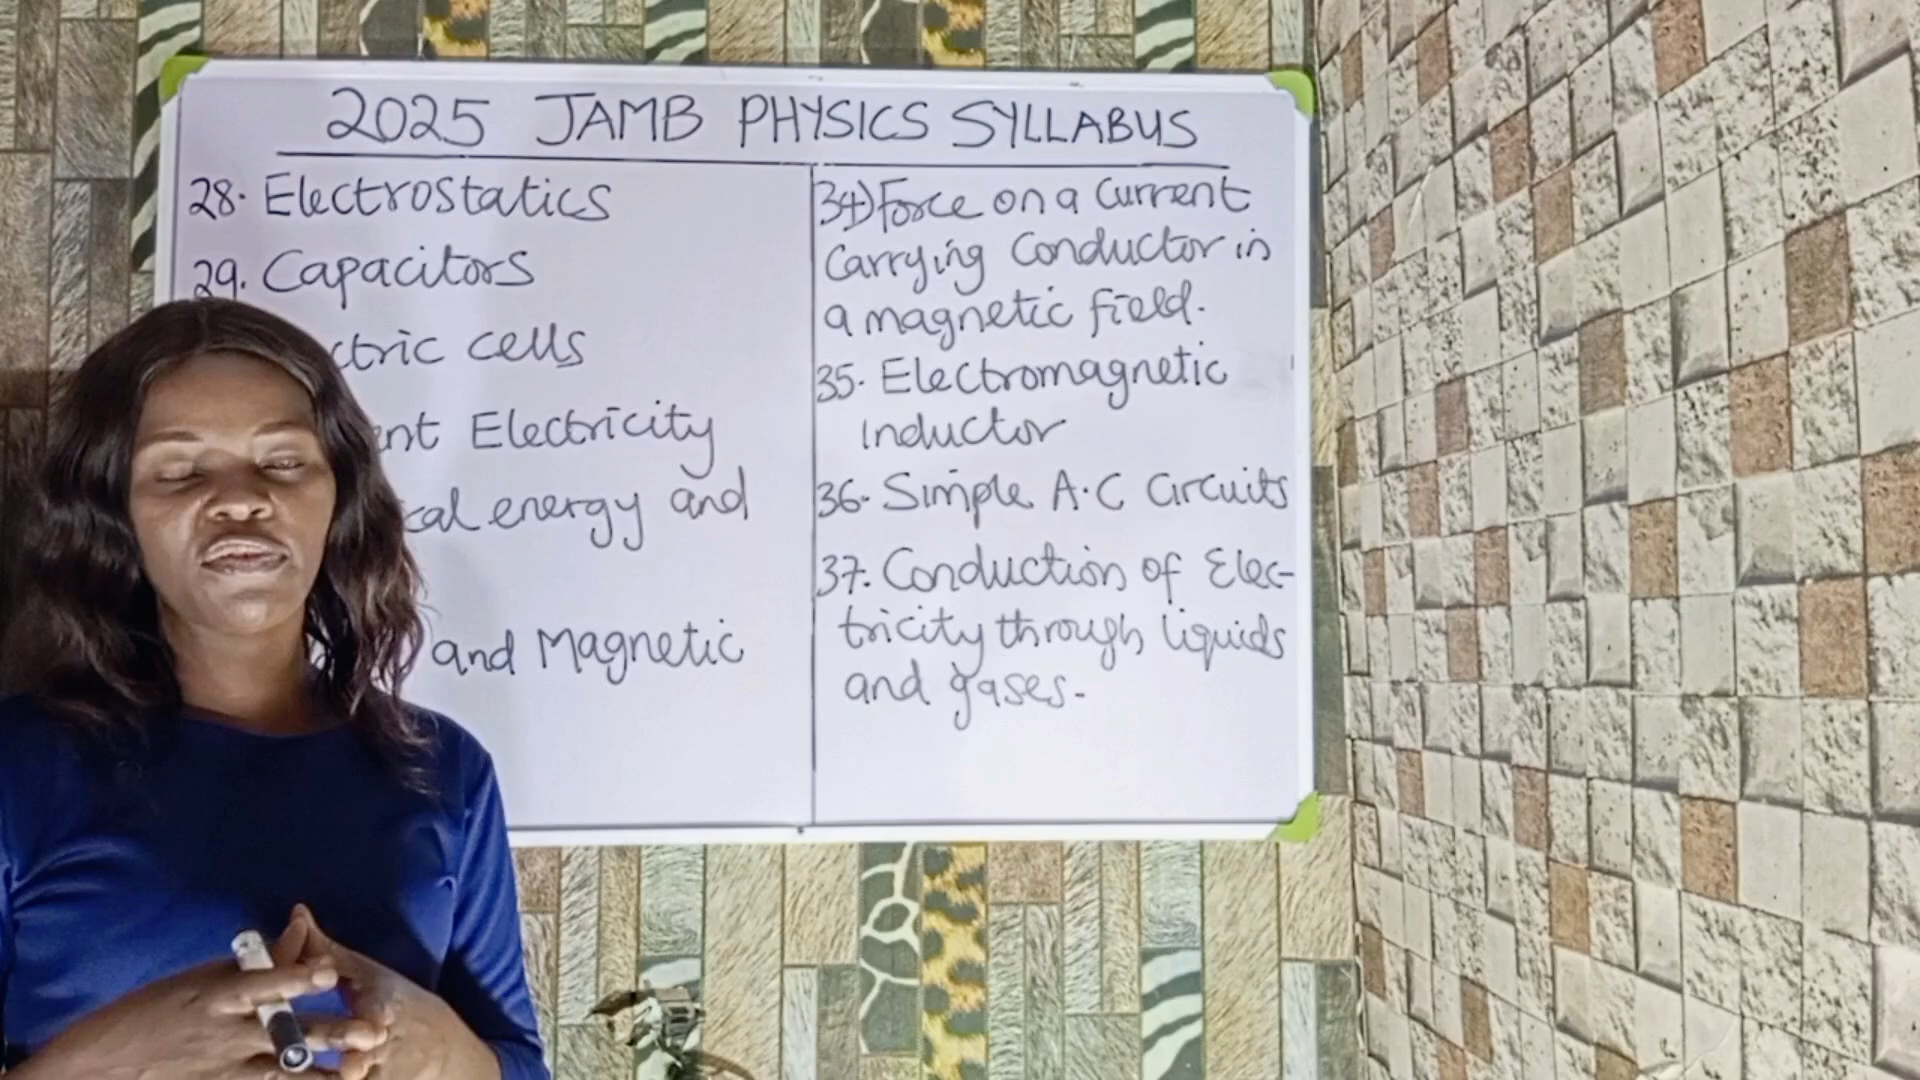 2025 JAMB PHYSICS SYLLABUS
28. Electrostatics
29. Capacitors
ctric cells
ent Electricity
cal energy and
and Magnetic
34) Force on a Current
Carrying Conductor in
a magnetic field.
35. Electromagnetic
Inductor
36. Simple A.C Circuits
37. Conduction of Elec-
tricity through liquids
and gases.